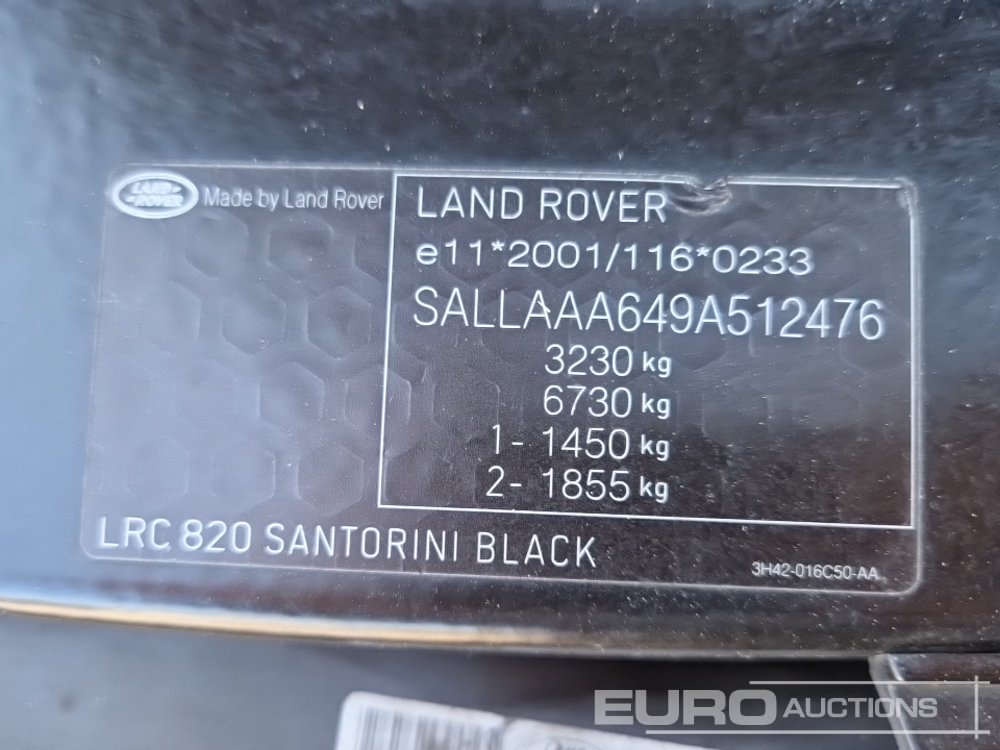 LAND ROVER
Made by Land Rover
LAND ROVER
e11*2001/116*0233
SALLAAA649A512476
3230 kg
6730 kg
1- 1450 kg
2- 1855 kg
LRC 820 SANTORINI BLACK
3H42-016C50-AA
EURO AUCTIONS